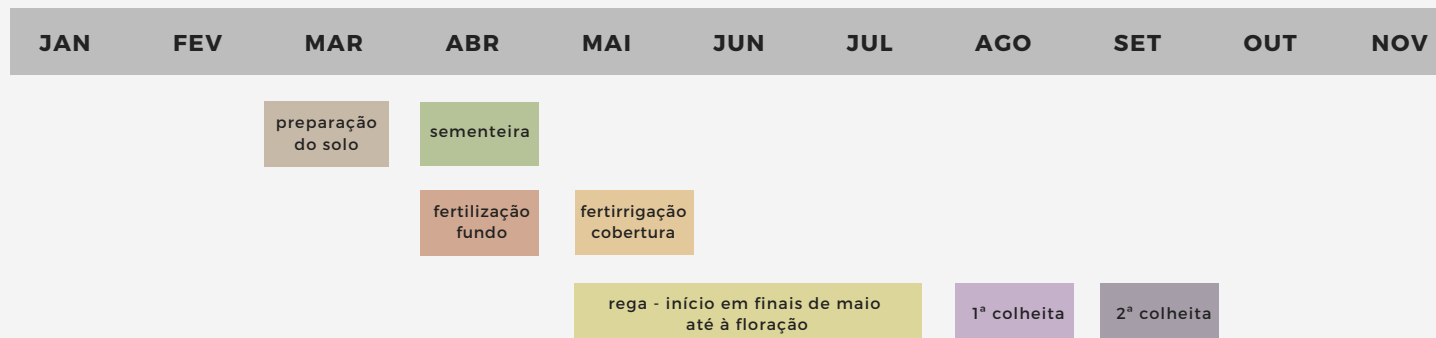 JAN FEV MAR ABR MAI JUN JUL AGO SET OUT NOV
preparação
do solo
sementeira
fertilização
fundo
fertirrigação
cobertura
rega - início em finais de maio
até à floração
1ª colheita
2ª colheita